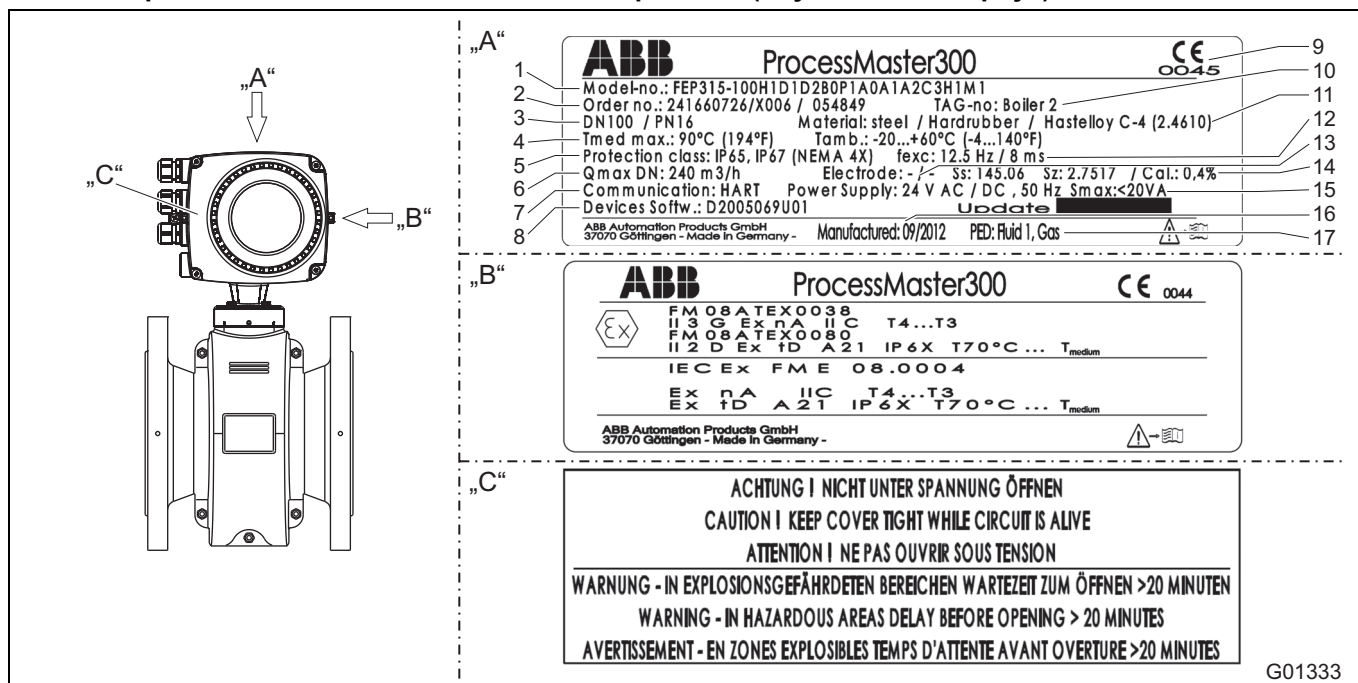 „A“
„C“
„B“
„A“
ABB ProcessMaster300 CE 0045
Model-no.: FEP315-100H1D1D2B0P1A0A1A2C3H1M1
Order no.: 241660726/X006 / 054849 TAG-no: Boiler 2
DN100 / PN16 Material: steel / Hardrubber / Hastelloy C-4 (2.4610)
Tmed max.: 90°C (194°F) Tamb.: -20...+60°C (-4...140°F)
Protection class: IP65, IP67 (NEMA 4X) fexc: 12.5 Hz / 8 ms
Qmax DN: 240 m3/h Electrode: - / - Ss: 145.06 Sz: 2.7517 / Cal.: 0,4%
Communication: HART Power Supply: 24 V AC / DC , 50 Hz Smax:<20VA
Devices Softw.: D2005069U01 Update
ABB Automation Products GmbH
37070 Göttingen - Made in Germany - Manufactured: 09/2012 PED: Fluid 1, Gas
1
2
3
4
5
6
7
8
9
10
11
12
13
14
15
16
17
„B“
ABB ProcessMaster300 CE 0044
Ex
FM 08ATEX0038
II 3 G Ex nA IIC T4...T3
FM 08ATEX0080
II 2 D Ex tD A21 IP6X T70°C ... Tmedium
IECEx FME 08.0004
Ex nA IIC T4...T3
Ex tD A21 IP6X T70°C ... Tmedium
ABB Automation Products GmbH
37070 Göttingen - Made in Germany -
„C“
ACHTUNG ! NICHT UNTER SPANNUNG ÖFFNEN
CAUTION ! KEEP COVER TIGHT WHILE CIRCUIT IS ALIVE
ATTENTION ! NE PAS OUVRIR SOUS TENSION
WARNUNG - IN EXPLOSIONSGEFÄHRDETEN BEREICHEN WARTEZEIT ZUM ÖFFNEN >20 MINUTEN
WARNING - IN HAZARDOUS AREAS DELAY BEFORE OPENING > 20 MINUTES
AVERTISSEMENT - EN ZONES EXPLOSIBLES TEMPS D'ATTENTE AVANT OVERTURE >20 MINUTES
G01333